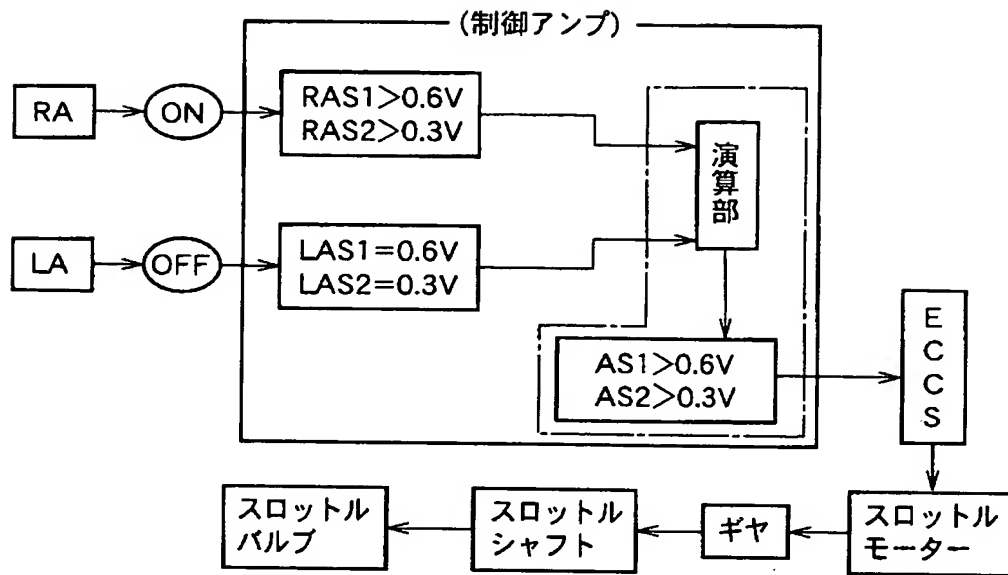 (制御アンプ)
RA
ON
RAS1>0.6V
RAS2>0.3V
演算部
LA
OFF
LAS1=0.6V
LAS2=0.3V
AS1>0.6V
AS2>0.3V
ECCS
スロットル
バルブ
スロットル
シャフト
ギヤ
スロットル
モーター